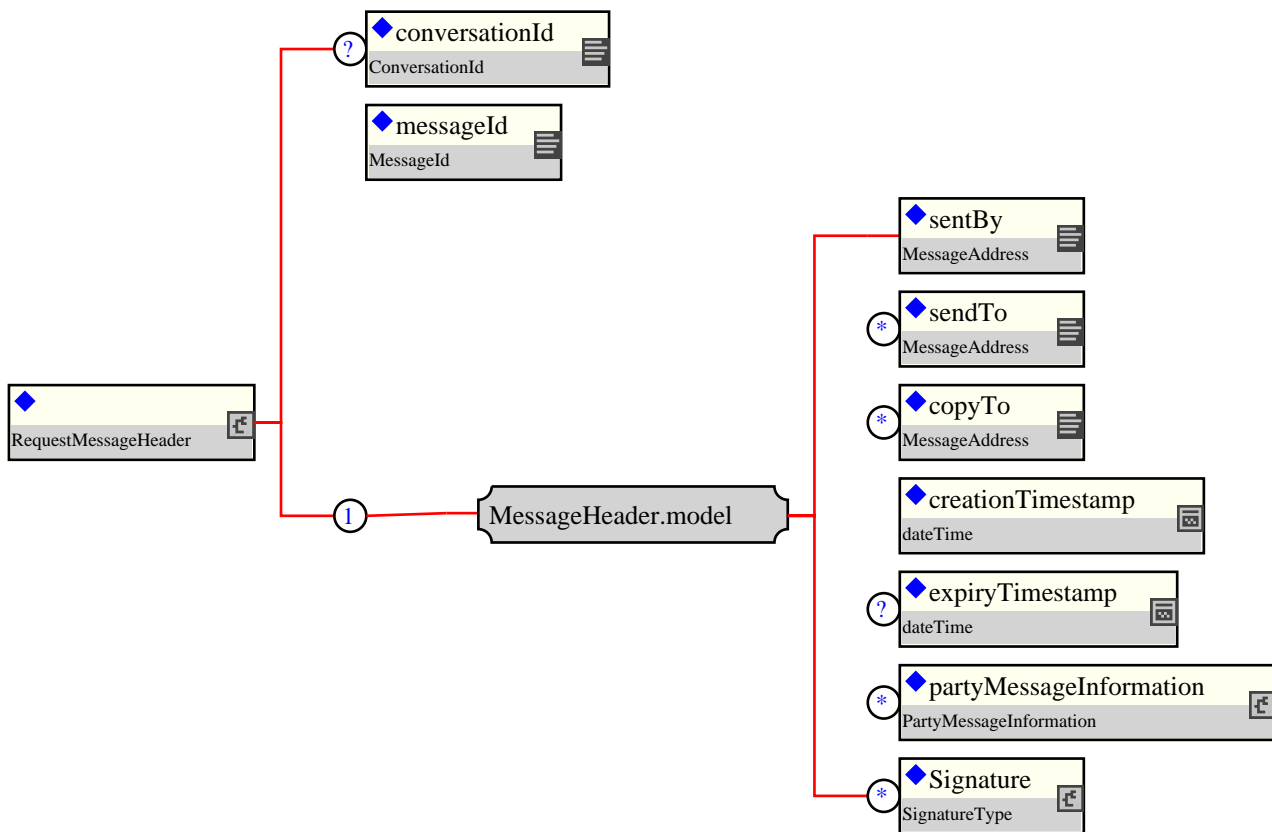 ?
conversationId
ConversationId
messageId
MessageId
sentBy
MessageAddress
*
sendTo
MessageAddress
RequestMessageHeader
*
copyTo
MessageAddress
1
MessageHeader.model
creationTimestamp
dateTime
?
expiryTimestamp
dateTime
*
partyMessageInformation
PartyMessageInformation
*
Signature
SignatureType